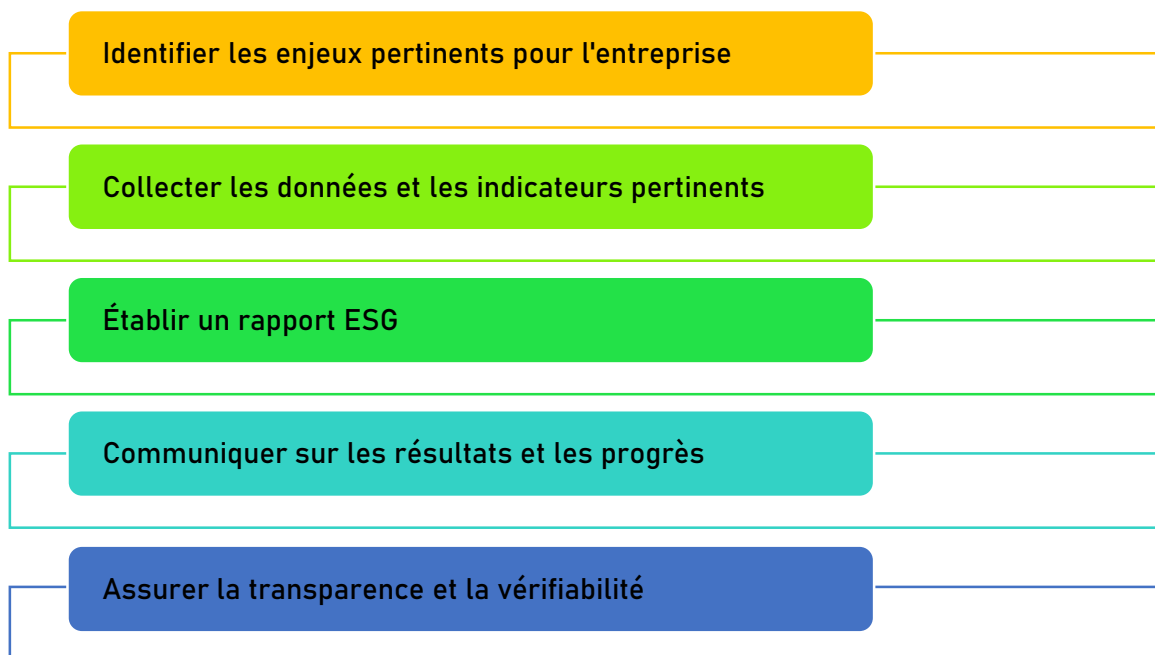 Identifier les enjeux pertinents pour l'entreprise
Collecter les données et les indicateurs pertinents
Établir un rapport ESG
Communiquer sur les résultats et les progrès
Assurer la transparence et la vérifiabilité